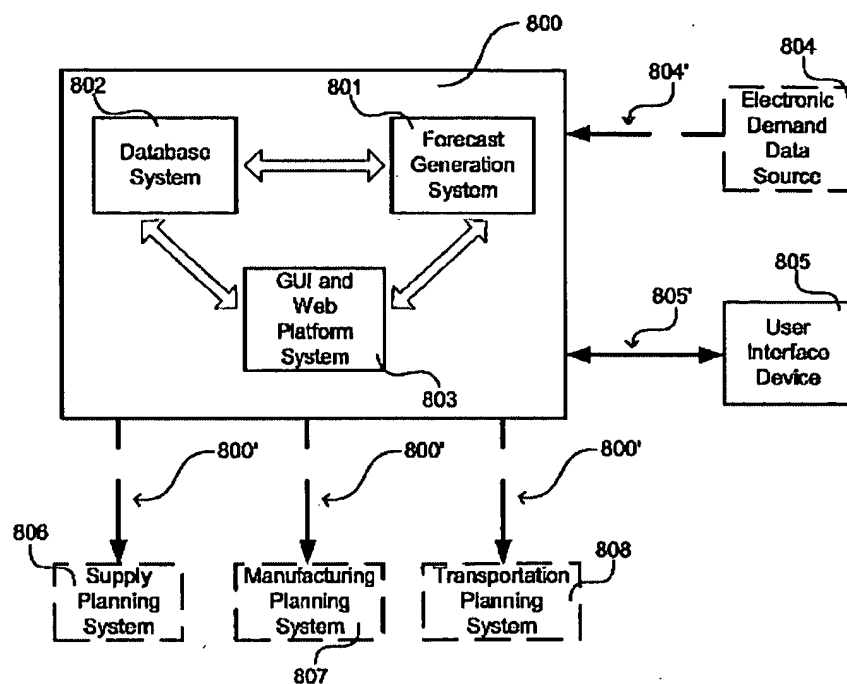 800
804
802
801
804'
Electronic
Demand
Data
Source
Database
System
Forecast
Generation
System
805
805'
GUI and
Web
Platform
System
User
Interface
Device
803
800'
800'
800'
806
808
Supply
Planning
System
Manufacturing
Planning
System
Transportation
Planning
System
807